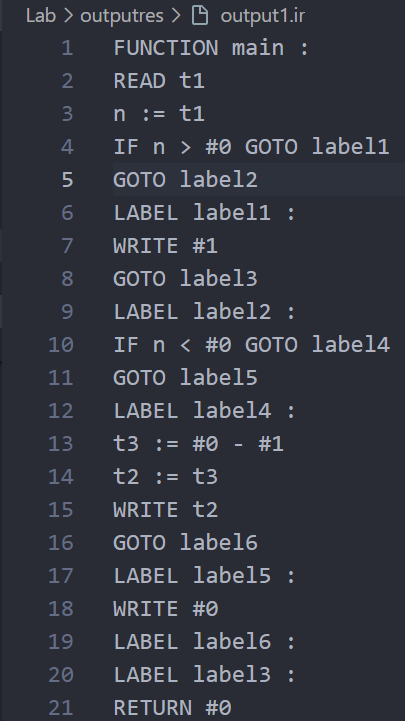 Lab > outputres > output1.ir
1 FUNCTION main :
2 READ t1
3 n := t1
4 IF n > #0 GOTO label1
5 GOTO label2
6 LABEL label1 :
7 WRITE #1
8 GOTO label3
9 LABEL label2 :
10 IF n < #0 GOTO label4
11 GOTO label5
12 LABEL label4 :
13 t3 := #0 - #1
14 t2 := t3
15 WRITE t2
16 GOTO label6
17 LABEL label5 :
18 WRITE #0
19 LABEL label6 :
20 LABEL label3 :
21 RETURN #0